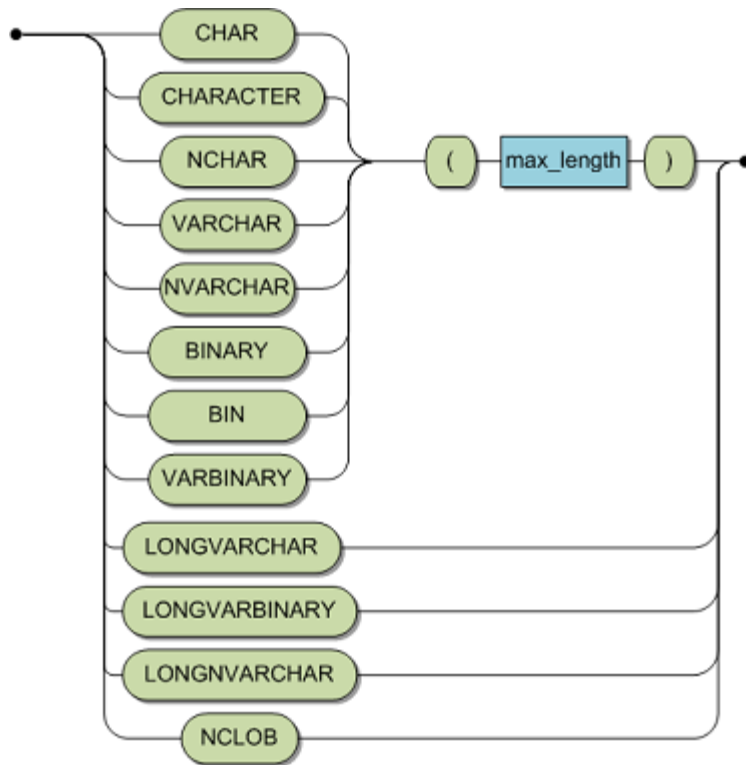 CHAR
CHARACTER
NCHAR ( max_length )
VARCHAR
NVARCHAR
BINARY
BIN
VARBINARY
LONGVARCHAR
LONGVARBINARY
LONGNVARCHAR
NCLOB